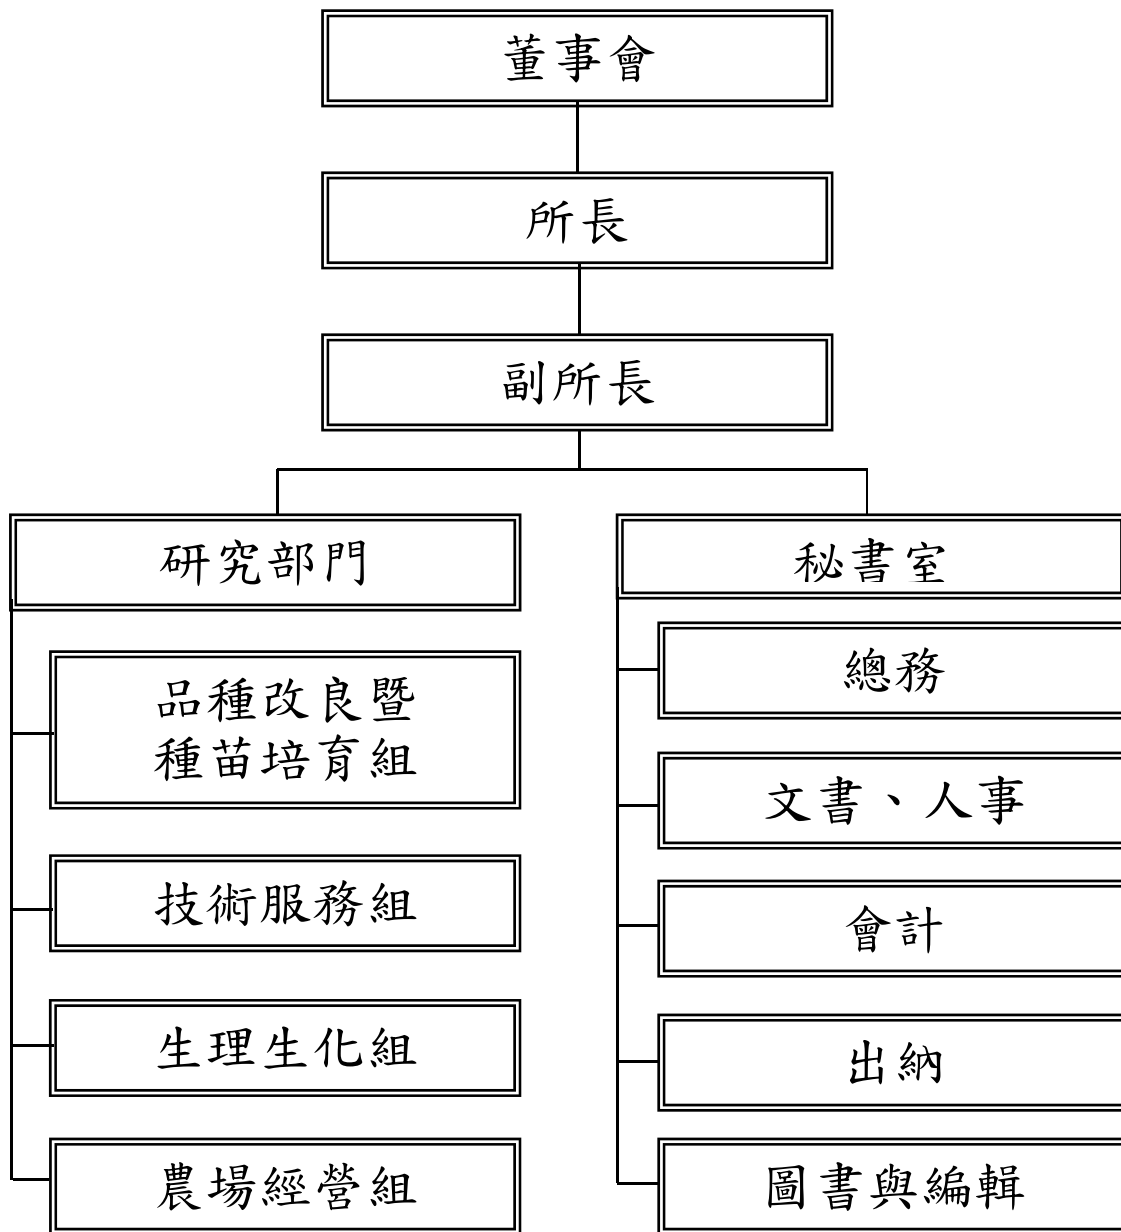 董事會
所長
副所長
研究部門
品種改良暨
種苗培育組
技術服務組
生理生化組
農場經營組
秘書室
總務
文書、人事
會計
出納
圖書與編輯